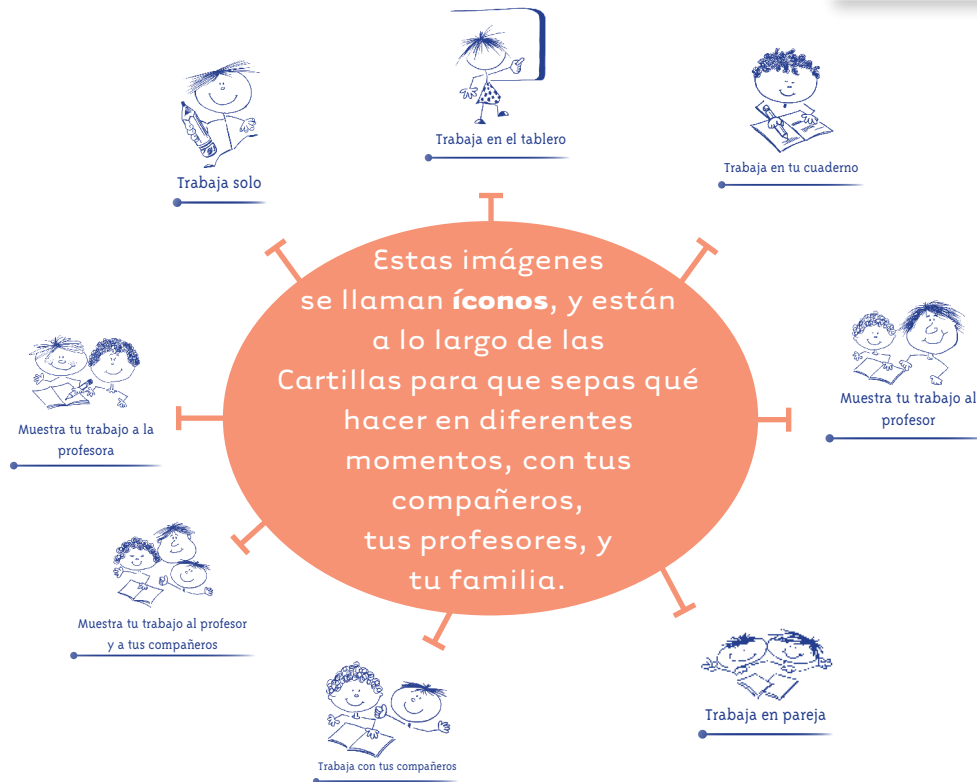 Trabaja en el tablero
Trabaja en tu cuaderno
Trabaja solo
Estas imágenes
se llaman íconos, y están
a lo largo de las
Cartillas para que sepas qué
hacer en diferentes
momentos, con tus
compañeros,
tus profesores, y
tu familia.
Muestra tu trabajo al
profesor
Muestra tu trabajo a la
profesora
Muestra tu trabajo al profesor
y a tus compañeros
Trabaja en pareja
Trabaja con tus compañeros